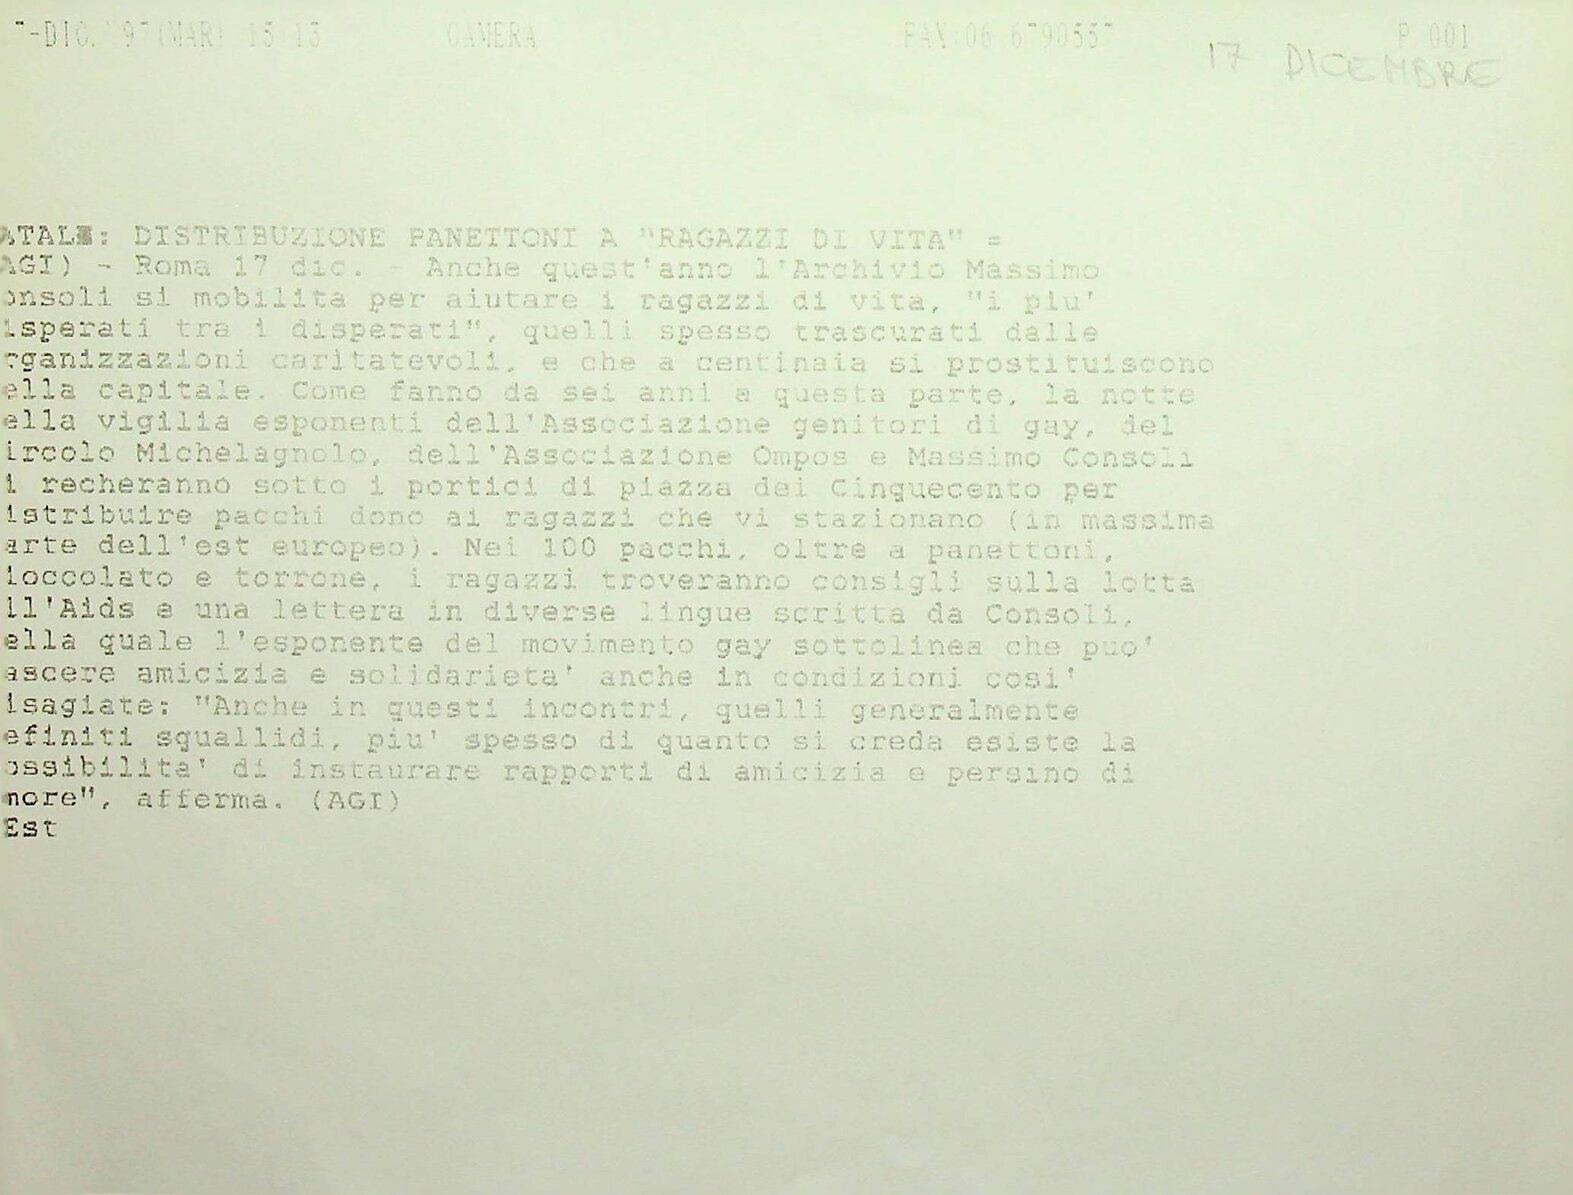 7-DIC. '97(MAR) 15:15 CAMERA FAX:06 6790557 P.001
17 DICEMBRE
ATALE: DISTRIBUZIONE PANETTONI A "RAGAZZI DI VITA" =
AGI) - Roma 17 dic. - Anche quest'anno l'Archivio Massimo
onsoli si mobilita per aiutare i ragazzi di vita, "i piu'
isperati tra i disperati", quelli spesso trascurati dalle
rganizzazioni caritatevoli, e che a centinaia si prostituiscono
ella capitale. Come fanno da sei anni a questa parte, la notte
ella vigilia esponenti dell'Associazione genitori di gay, del
ircolo Michelagnolo, dell'Associazione Ompos e Massimo Consoli
i recheranno sotto i portici di piazza dei Cinquecento per
istribuire pacchi dono ai ragazzi che vi stazionano (in massima
arte dell'est europeo). Nei 100 pacchi, oltre a panettoni,
ioccolato e torrone, i ragazzi troveranno consigli sulla lotta
ll'Aids e una lettera in diverse lingue scritta da Consoli,
ella quale l'esponente del movimento gay sottolinea che puo'
ascere amicizia e solidarieta' anche in condizioni cosi'
isagiate: "Anche in questi incontri, quelli generalmente
efiniti squallidi, piu' spesso di quanto si creda esiste la
ossibilita' di instaurare rapporti di amicizia e persino di
more", afferma. (AGI)
Est